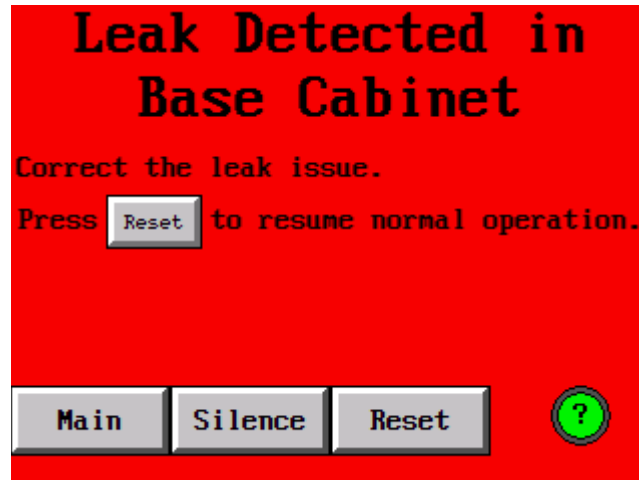 Leak Detected in
Base Cabinet
Correct the leak issue.
Press Reset to resume normal operation.
Main Silence Reset ?